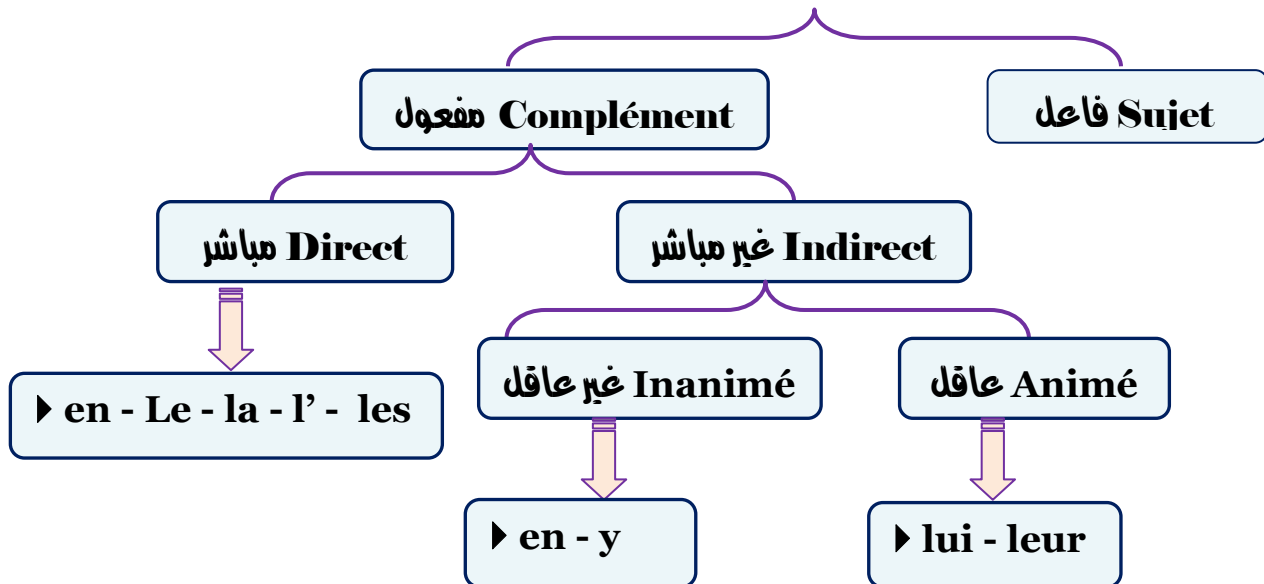 Complément مفعول
Sujet فاعل
Direct مباشر
Indirect غير مباشر
en - Le - la - l’ - les
Inanimé غير عاقل
Animé عاقل
en - y
lui - leur